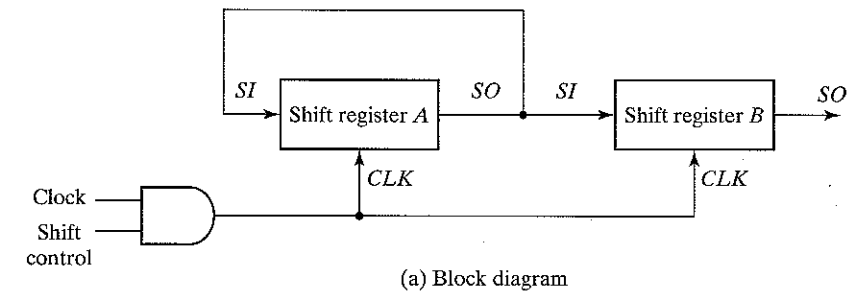 SI
Shift register A
SO
SI
Shift register B
SO
CLK
CLK
Clock
Shift
control
(a) Block diagram